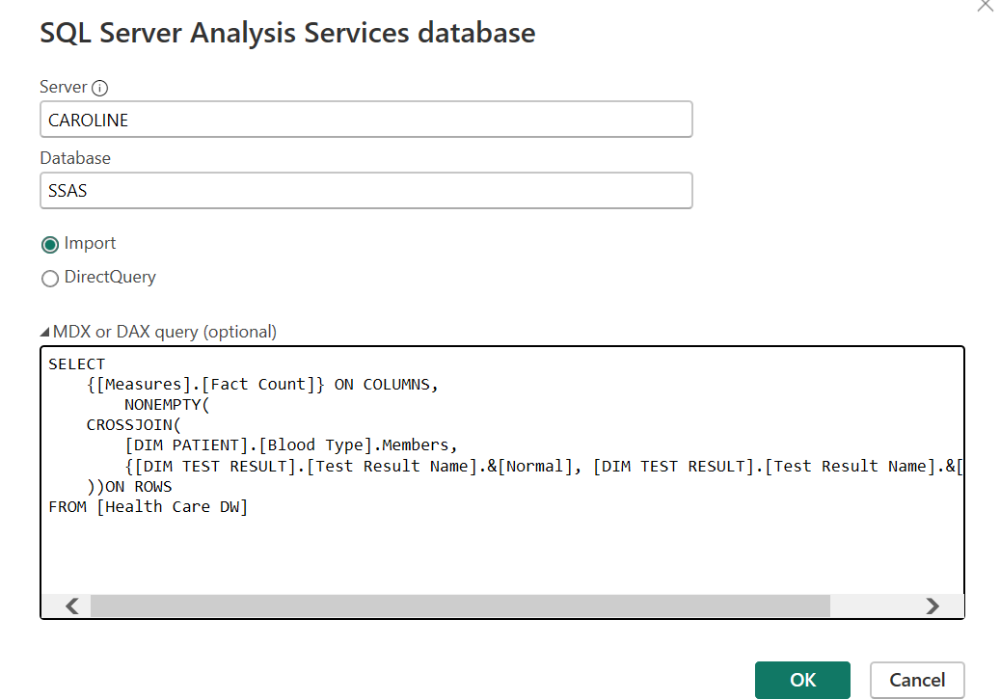 SQL Server Analysis Services database
Server
CAROLINE
Database
SSAS
Import
DirectQuery
MDX or DAX query (optional)
SELECT
{[Measures].[Fact Count]} ON COLUMNS,
NONEMPTY(
CROSSJOIN(
[DIM PATIENT].[Blood Type].Members,
{[DIM TEST RESULT].[Test Result Name].&[Normal], [DIM TEST RESULT].[Test Result Name].&[
))ON ROWS
FROM [Health Care DW]
OK Cancel